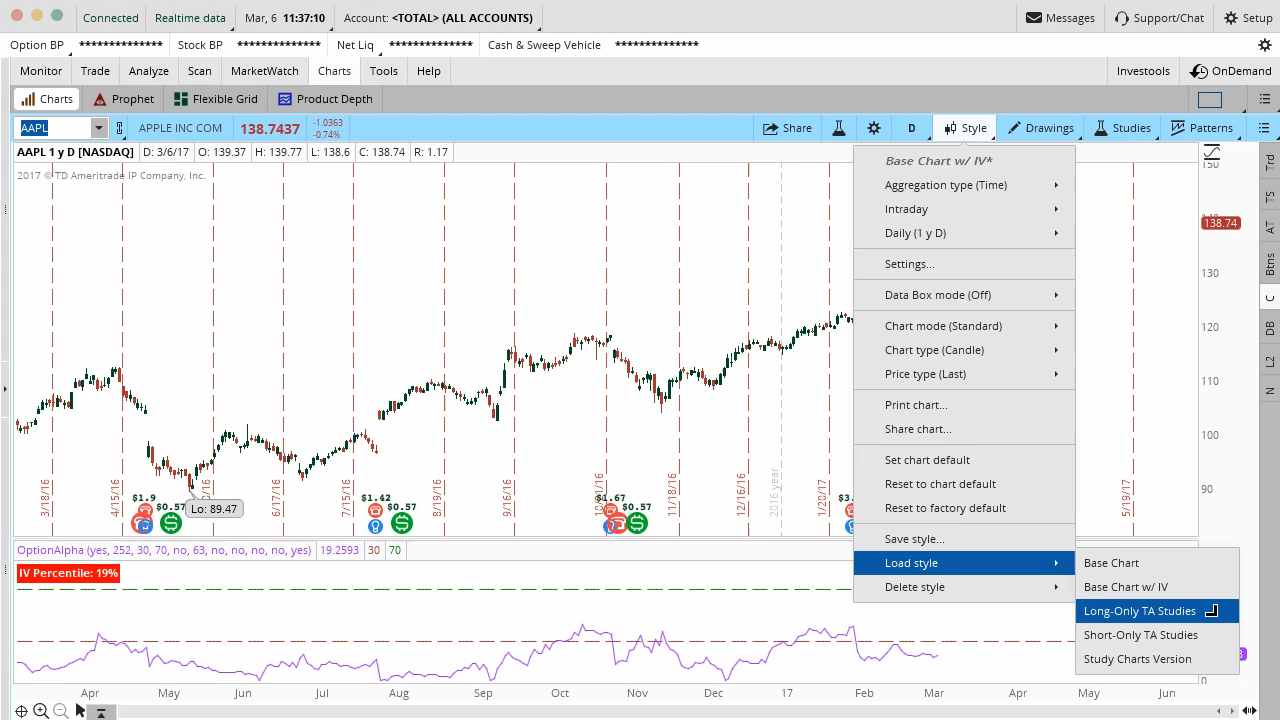 Connected Realtime data Mar, 6 11:37:10 Account: <TOTAL> (ALL ACCOUNTS) Messages Support/Chat Setup
Option BP ************** Stock BP ************** Net Liq ************** Cash & Sweep Vehicle **************
Monitor Trade Analyze Scan MarketWatch Charts Tools Help Investools OnDemand
Charts Prophet Flexible Grid Product Depth
AAPL APPLE INC COM 138.7437 -1.0363 -0.74% Share D Style Drawings Studies Patterns
AAPL 1 y D [NASDAQ] D: 3/6/17 O: 139.37 H: 139.77 L: 138.6 C: 138.74 R: 1.17
2017 © TD Ameritrade IP Company, Inc.
Base Chart w/ IV*
Aggregation type (Time)
Intraday
Daily (1 y D)
Settings...
Data Box mode (Off)
Chart mode (Standard)
Chart type (Candle)
Price type (Last)
Print chart...
Share chart...
Set chart default
Reset to chart default
Reset to factory default
Save style...
Load style
Delete style
Base Chart
Base Chart w/ IV
Long-Only TA Studies
Short-Only TA Studies
Study Charts Version
150
138.74
130
120
110
100
90
0
Trd
TS
AT
Btns
C
DB
L2
N
3/18/16 4/15/16 6/17/16 7/15/16 8/19/16 9/16/16 11/18/16 12/16/16 2016 year 1/20/17 5/19/17
$1.9 $0.57 $1.42 $0.57 $1.67 $0.57
Lo: 89.47
OptionAlpha (yes, 252, 30, 70, no, 63, no, no, no, no, yes) 19.2593 30 70
IV Percentile: 19%
Apr May Jun Jul Aug Sep Oct Nov Dec 17 Feb Mar Apr May Jun